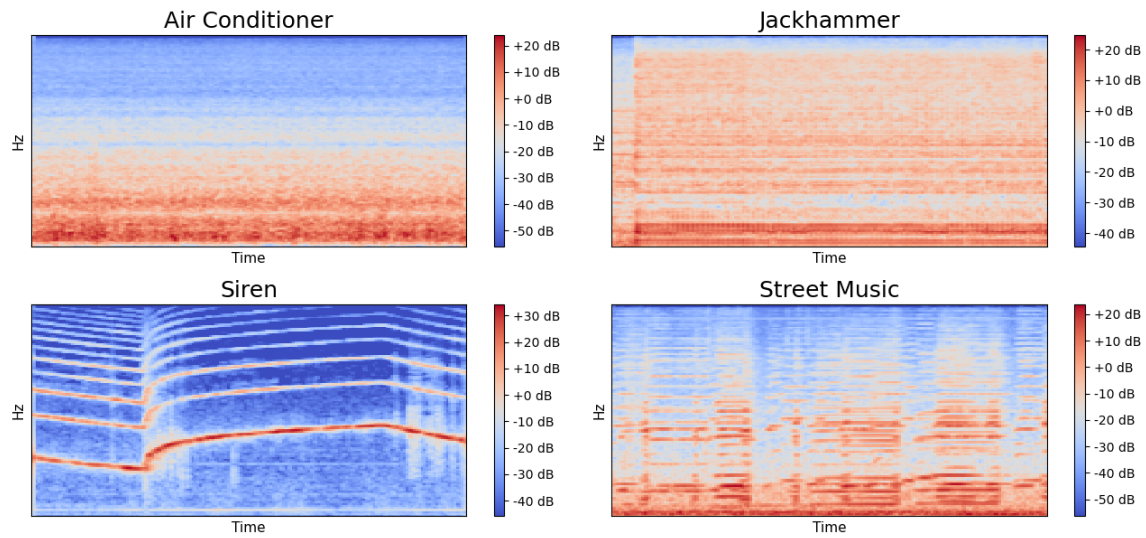 Air Conditioner
Hz
Time
+20 dB
+10 dB
+0 dB
-10 dB
-20 dB
-30 dB
-40 dB
-50 dB
Jackhammer
Hz
Time
+20 dB
+10 dB
+0 dB
-10 dB
-20 dB
-30 dB
-40 dB
Siren
Hz
Time
+30 dB
+20 dB
+10 dB
+0 dB
-10 dB
-20 dB
-30 dB
-40 dB
Street Music
Hz
Time
+20 dB
+10 dB
+0 dB
-10 dB
-20 dB
-30 dB
-40 dB
-50 dB